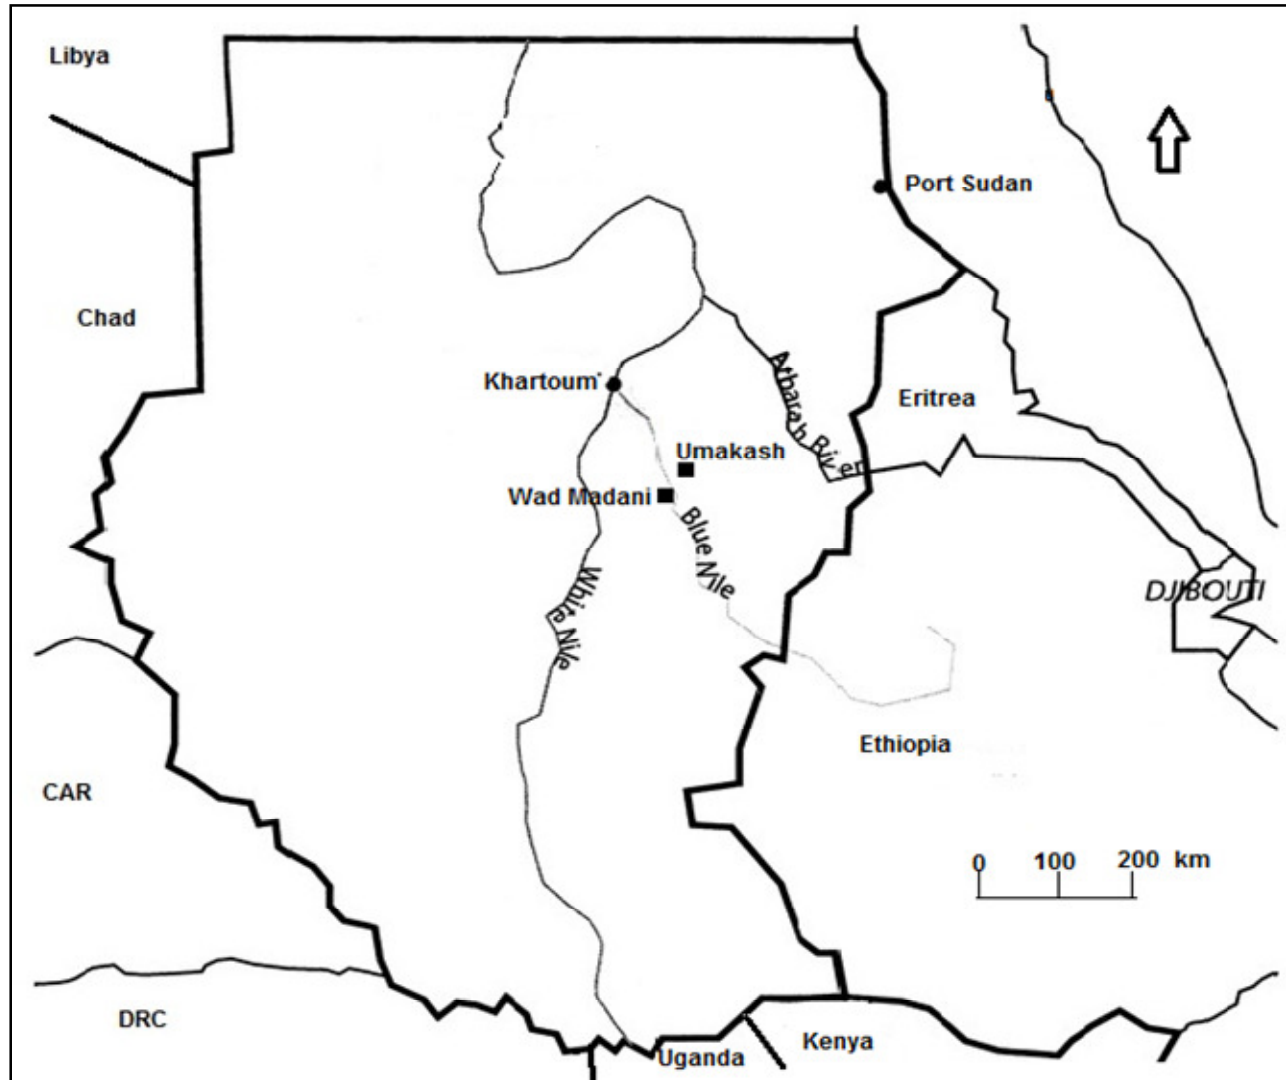 Libya
Port Sudan
Chad
Khartoum
Atbarah River
Eritrea
Umakash
Wad Madani
Blue Nile
White Nile
DJIBOUTI
Ethiopia
CAR
0 100 200 km
DRC
Uganda
Kenya